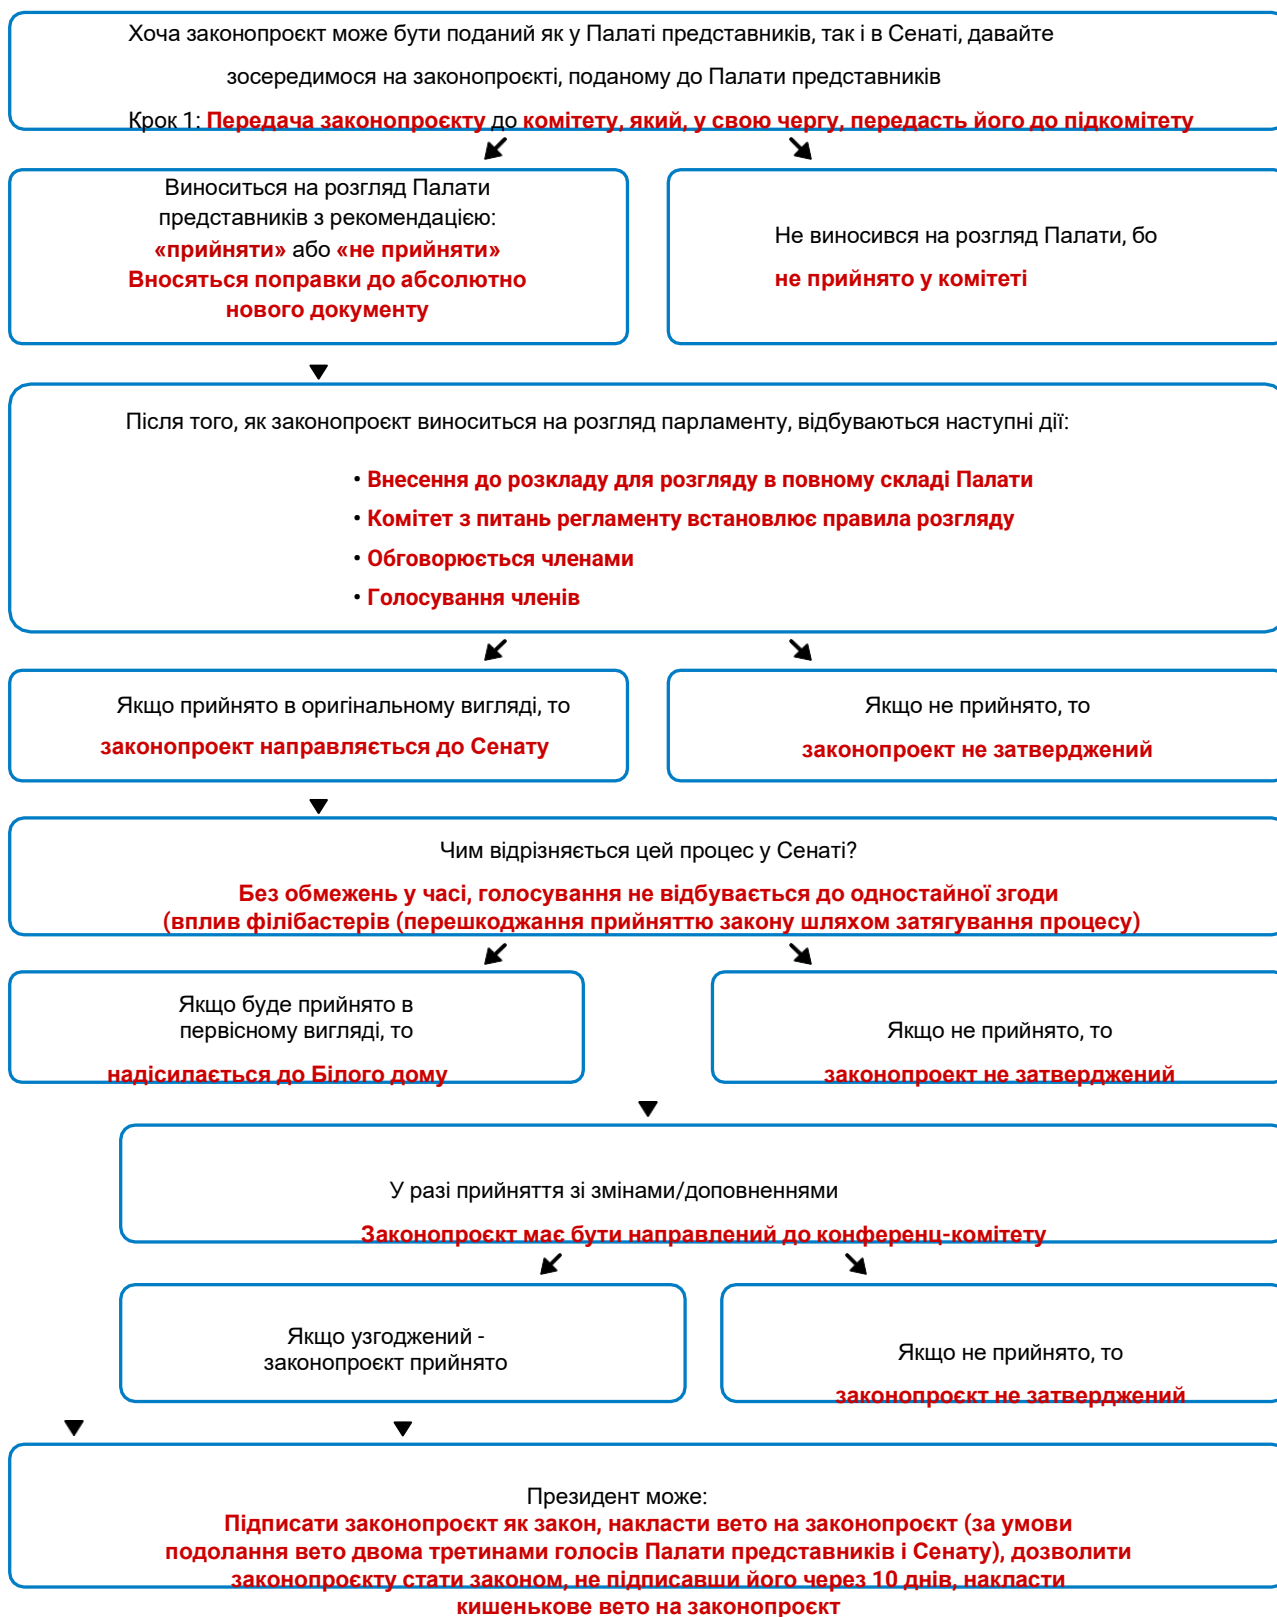 Хоча законопроєкт може бути поданий як у Палаті представників, так і в Сенаті, давайте
зосередимося на законопроєкті, поданому до Палати представників
Крок 1: Передача законопроєкту до комітету, який, у свою чергу, передасть його до підкомітету
Виноситься на розгляд Палати
представників з рекомендацією:
«прийняти» або «не прийняти»
Вносяться поправки до абсолютно
нового документу
Не виносився на розгляд Палати, бо
не прийнято у комітеті
Після того, як законопроєкт виноситься на розгляд парламенту, відбуваються наступні дії:
• Внесення до розкладу для розгляду в повному складі Палати
• Комітет з питань регламенту встановлює правила розгляду
• Обговорюється членами
• Голосування членів
Якщо прийнято в оригінальному вигляді, то
законопроект направляється до Сенату
Якщо не прийнято, то
законопроект не затверджений
Чим відрізняється цей процес у Сенаті?
Без обмежень у часі, голосування не відбувається до одностайної згоди
(вплив філібастерів (перешкоджання прийняттю закону шляхом затягування процесу)
Якщо буде прийнято в
первісному вигляді, то
надісилається до Білого дому
Якщо не прийнято, то
законопроект не затверджений
У разі прийняття зі змінами/доповненнями
Законопроєкт має бути направлений до конференц-комітету
Якщо узгоджений -
законопроєкт прийнято
Якщо не прийнято, то
законопроєкт не затверджений
Президент може:
Підписати законопроєкт як закон, накласти вето на законопроєкт (за умови
подолання вето двома третинами голосів Палати представників і Сенату), дозволити
законопроєкту стати законом, не підписавши його через 10 днів, накласти
кишенькове вето на законопроєкт